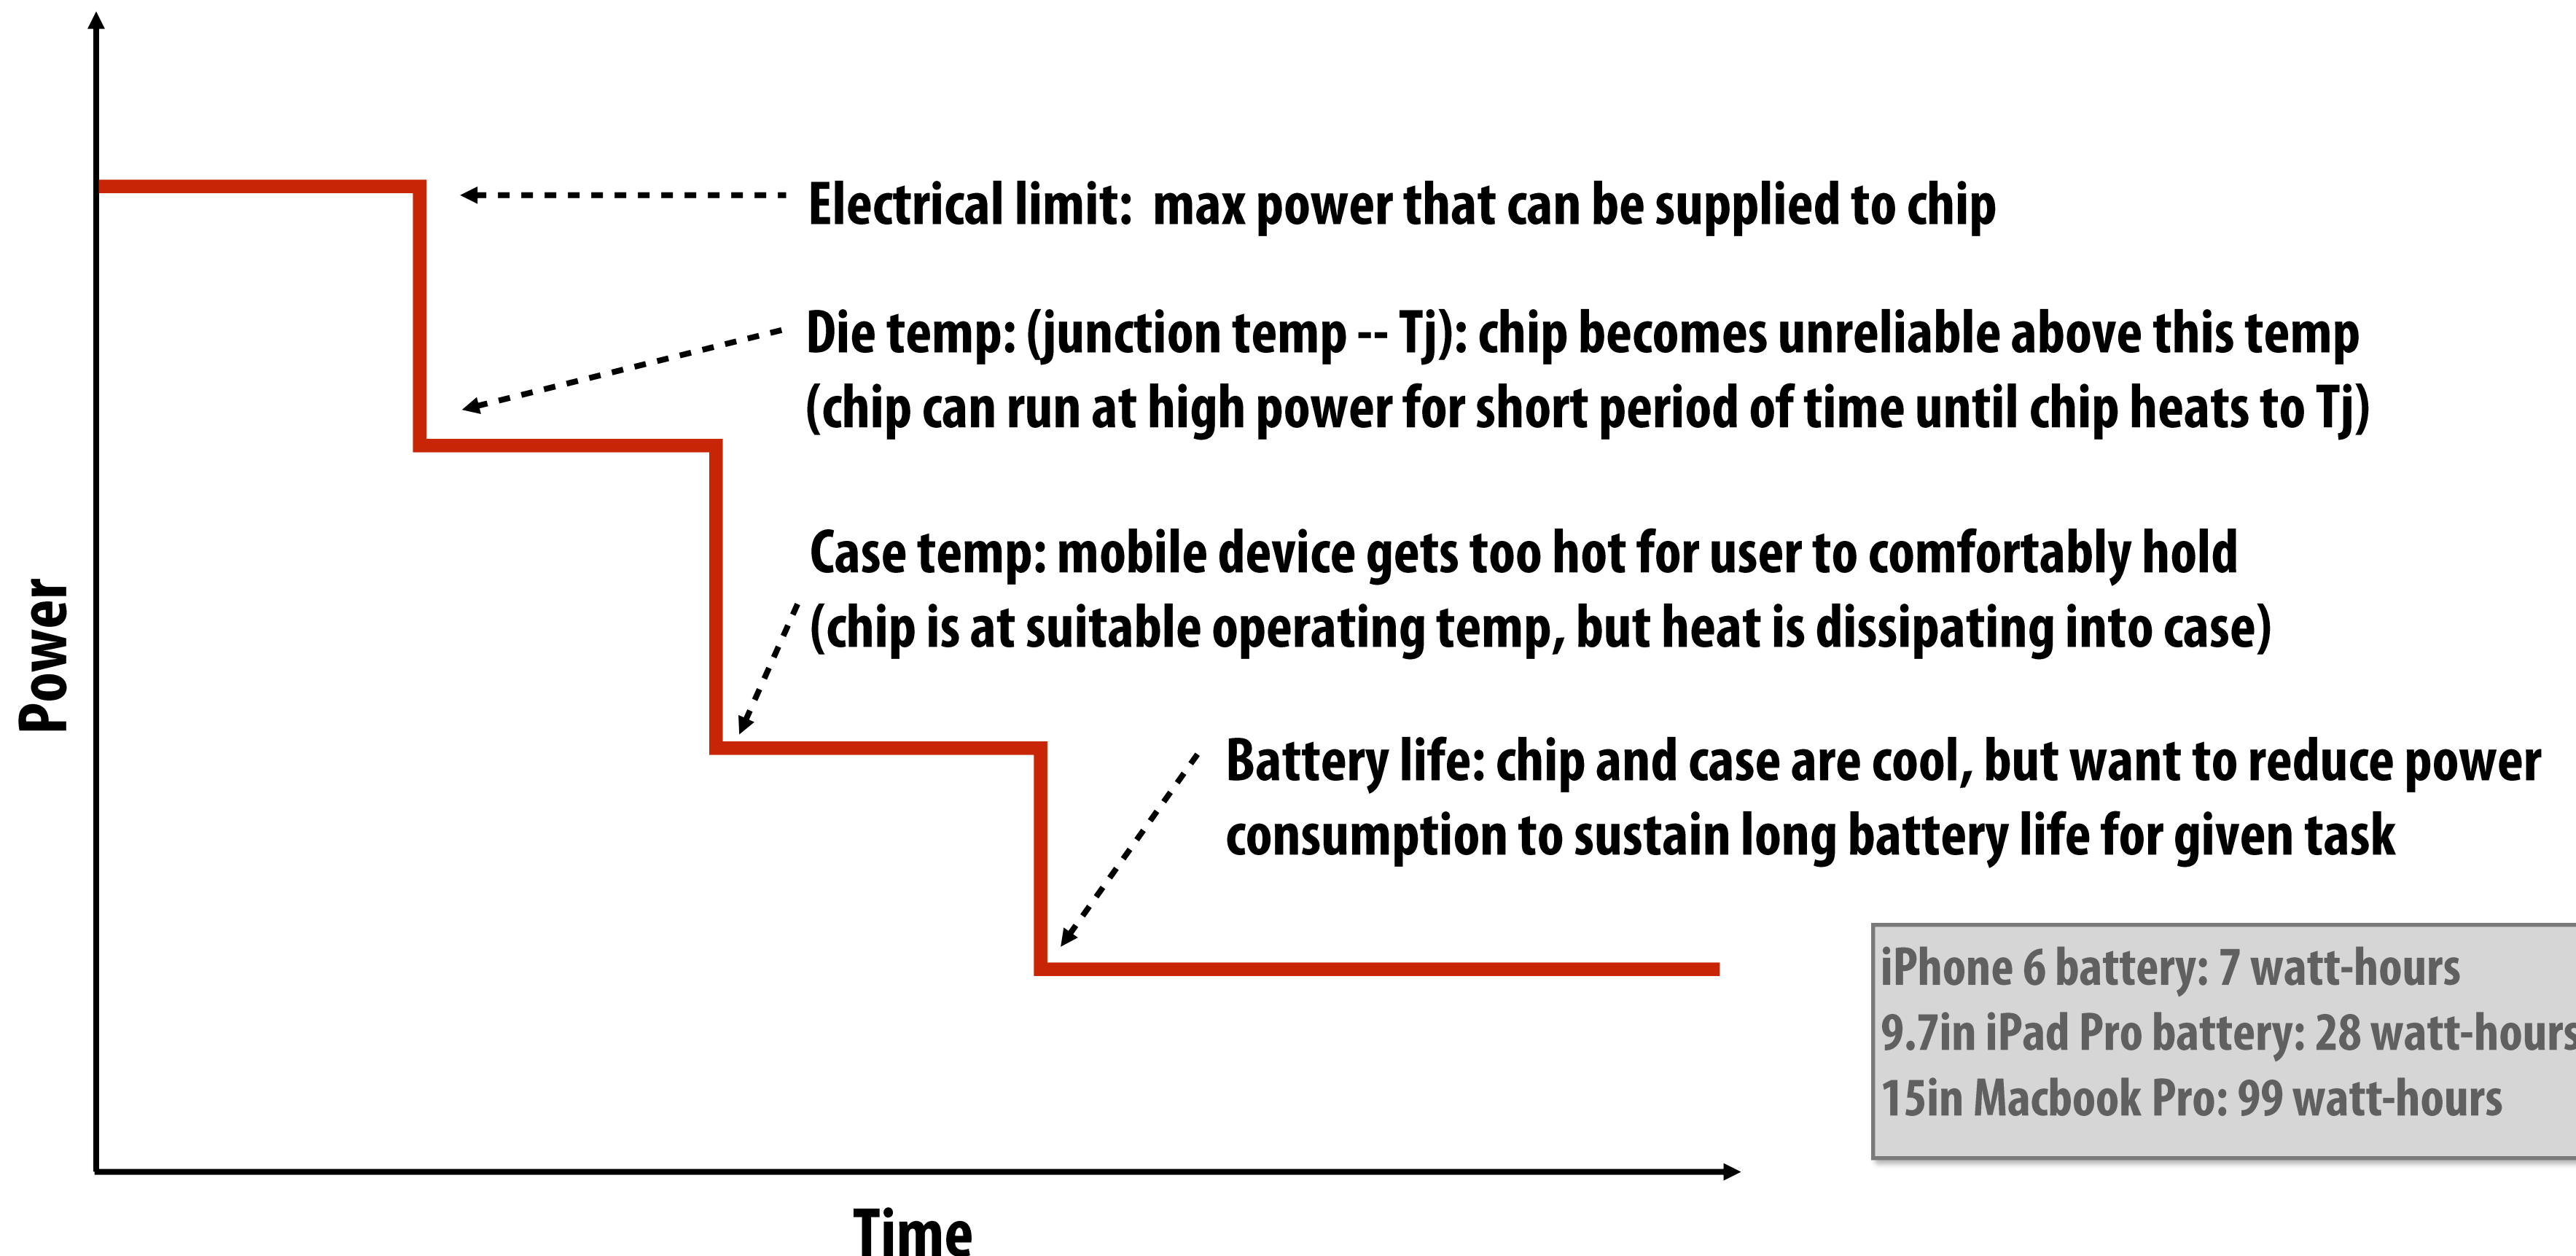 Electrical limit:  max power that can be supplied to chip
Die temp: (junction temp -- Tj): chip becomes unreliable above this temp
(chip can run at high power for short period of time until chip heats to Tj)
Case temp: mobile device gets too hot for user to comfortably hold
(chip is at suitable operating temp, but heat is dissipating into case)
Power
Battery life: chip and case are cool, but want to reduce power
consumption to sustain long battery life for given task
iPhone 6 battery: 7 watt-hours
9.7in iPad Pro battery: 28 watt-hours
15in Macbook Pro: 99 watt-hours
Time